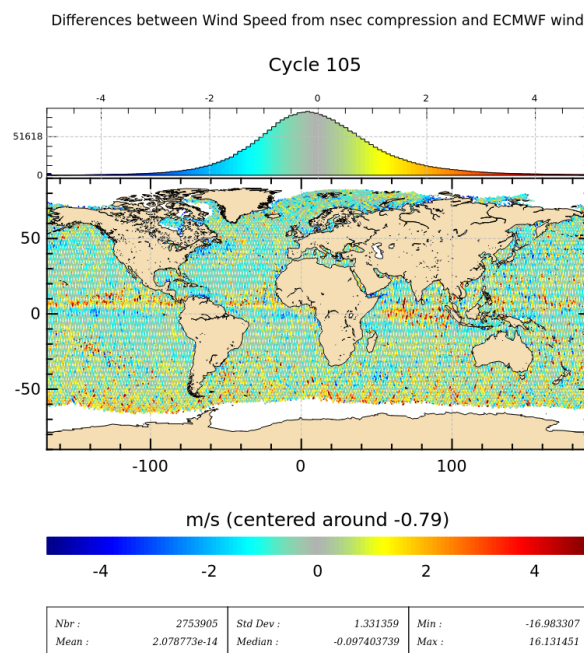 Differences between Wind Speed from nsec compression and ECMWF wind
Cycle 105
-4 -2 0 2 4
51618
0
50
0
-50
-100 0 100
m/s (centered around -0.79)
-4 -2 0 2 4
Nbr : 2753905 Std Dev : 1.331359 Min : -16.983307
Mean : 2.078773e-14 Median : -0.097403739 Max : 16.131451